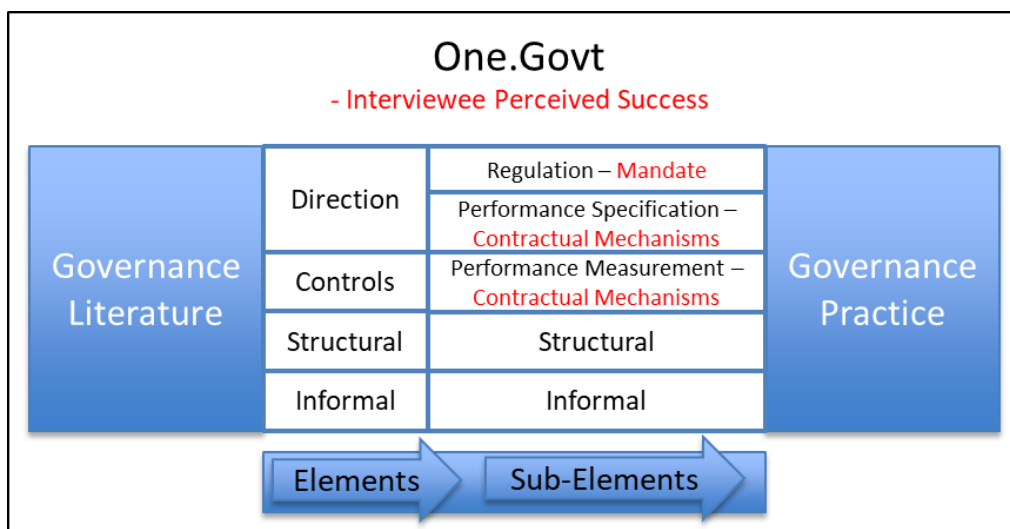 One.Govt
- Interviewee Perceived Success
Governance
Literature
Direction
Regulation – Mandate
Performance Specification –
Contractual Mechanisms
Controls
Performance Measurement –
Contractual Mechanisms
Structural
Structural
Informal
Informal
Governance
Practice
Elements
Sub-Elements